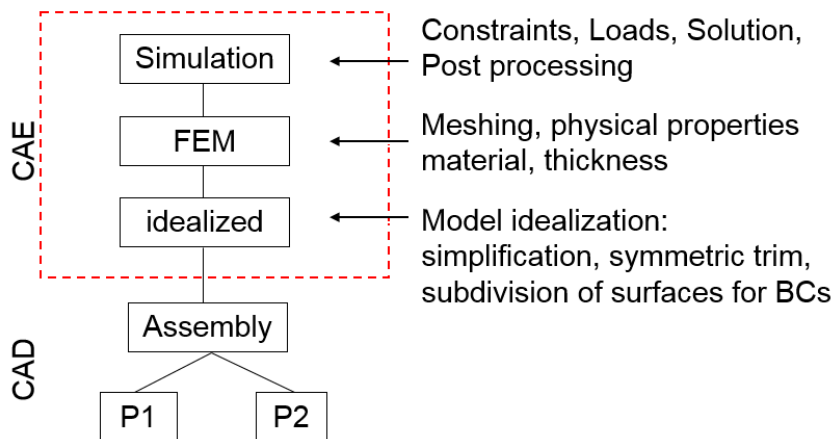 Simulation
Constraints, Loads, Solution,
Post processing
CAE
FEM
Meshing, physical properties
material, thickness
idealized
Model idealization:
simplification, symmetric trim,
subdivision of surfaces for BCs
Assembly
CAD
P1
P2